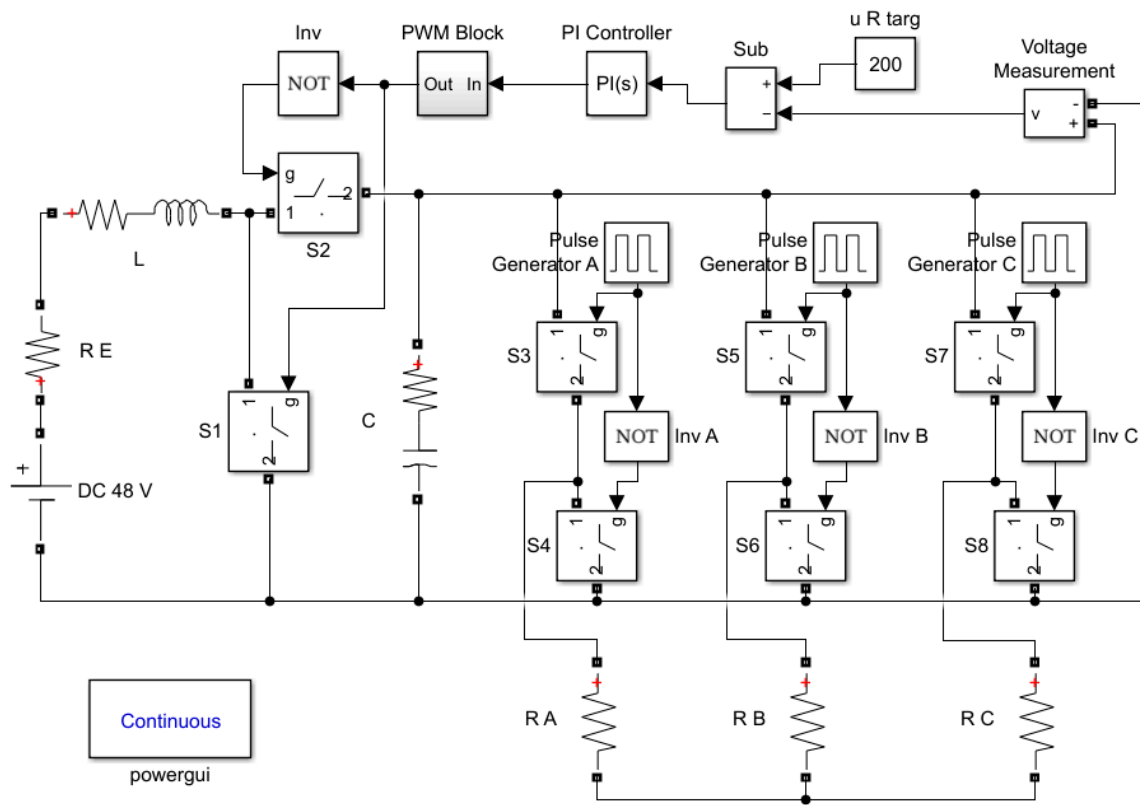 Inv
PWM Block
PI Controller
Sub
u R targ
Voltage
Measurement
NOT
Out In
PI(s)
+
−
200
v
-
+
g
1
2
S2
L
R E
+
DC 48 V
S1
1
g
2
C
Pulse
Generator A
Pulse
Generator B
Pulse
Generator C
S3
1
g
2
S5
1
g
2
S7
1
g
2
NOT
Inv A
NOT
Inv B
NOT
Inv C
S4
1
g
2
S6
1
g
2
S8
1
g
2
R A
R B
R C
Continuous
powergui